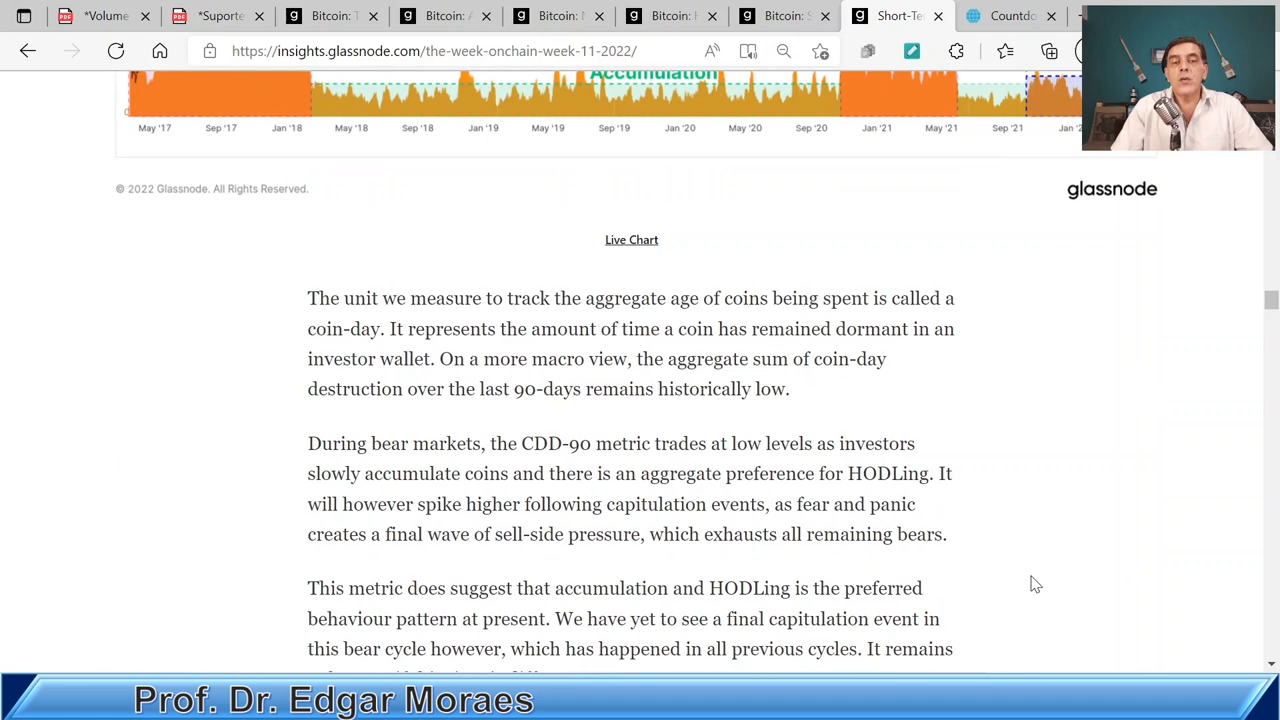 *Volume
*Suporte
Bitcoin: T
Bitcoin: A
Bitcoin: N
Bitcoin: H
Bitcoin: S
Short-Te
Countdo
https://insights.glassnode.com/the-week-onchain-week-11-2022/
Accumulation
May '17 Sep '17 Jan '18 May '18 Sep '18 Jan '19 May '19 Sep '19 Jan '20 May '20 Sep '20 Jan '21 May '21 Sep '21
© 2022 Glassnode. All Rights Reserved.
glassnode
Live Chart
The unit we measure to track the aggregate age of coins being spent is called a
coin-day. It represents the amount of time a coin has remained dormant in an
investor wallet. On a more macro view, the aggregate sum of coin-day
destruction over the last 90-days remains historically low.
During bear markets, the CDD-90 metric trades at low levels as investors
slowly accumulate coins and there is an aggregate preference for HODLing. It
will however spike higher following capitulation events, as fear and panic
creates a final wave of sell-side pressure, which exhausts all remaining bears.
This metric does suggest that accumulation and HODLing is the preferred
behaviour pattern at present. We have yet to see a final capitulation event in
this bear cycle however, which has happened in all previous cycles. It remains
Prof. Dr. Edgar Moraes